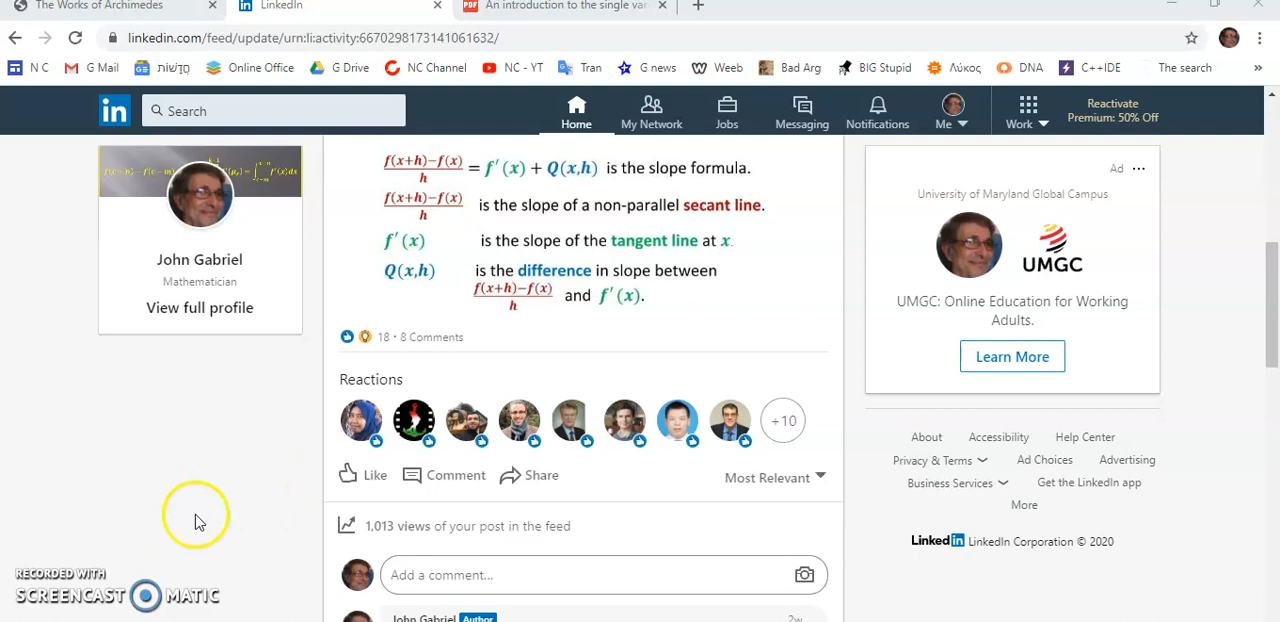 The Works of Archimedes
LinkedIn
An introduction to the single va
linkedin.com/feed/update/urn:li:activity:6670298173141061632/
N C
G Mail
חֲדָשׁוֹת
Online Office
G Drive
NC Channel
NC - YT
Tran
G news
Weeb
Bad Arg
BIG Stupid
Λύκος
DNA
C++IDE
The search
»
in
Search
Home
My Network
Jobs
Messaging
Notifications
Me
Work
Reactivate
Premium: 50% Off
John Gabriel
Mathematician
View full profile
f(x+h)−f(x)/h = f′(x) + Q(x,h) is the slope formula.
f(x+h)−f(x)/h is the slope of a non-parallel secant line.
f′(x) is the slope of the tangent line at x.
Q(x,h) is the difference in slope between
f(x+h)−f(x)/h and f′(x).
18 • 8 Comments
Reactions
+10
Like
Comment
Share
Most Relevant
1,013 views of your post in the feed
Add a comment...
John Gabriel Author
2w
Ad
University of Maryland Global Campus
UMGC
UMGC: Online Education for Working
Adults.
Learn More
About
Accessibility
Help Center
Privacy & Terms
Ad Choices
Advertising
Business Services
Get the LinkedIn app
More
LinkedIn LinkedIn Corporation © 2020
RECORDED WITH
SCREENCAST MATIC